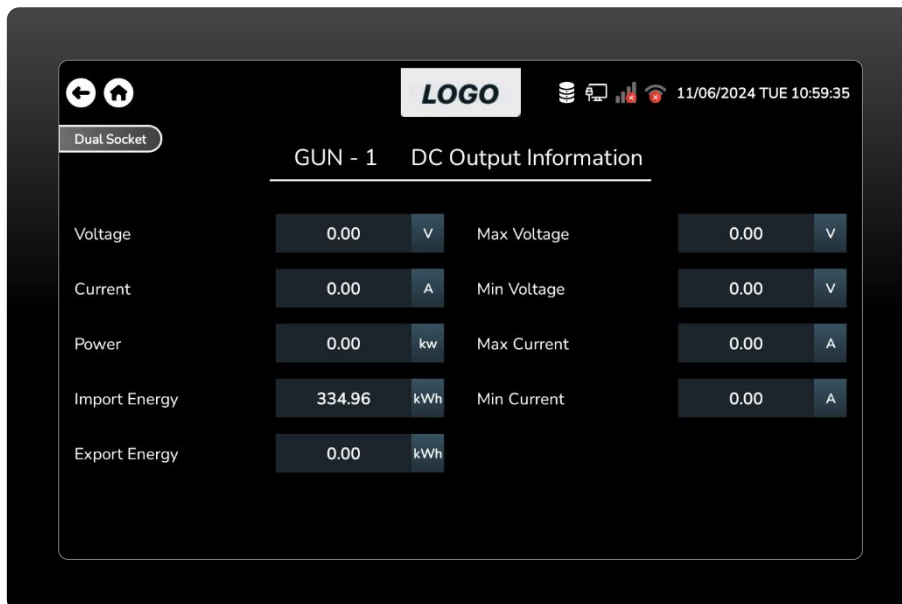 LOGO
11/06/2024 TUE 10:59:35
Dual Socket
GUN - 1 DC Output Information
Voltage 0.00 V Max Voltage 0.00 V
Current 0.00 A Min Voltage 0.00 V
Power 0.00 kw Max Current 0.00 A
Import Energy 334.96 kWh Min Current 0.00 A
Export Energy 0.00 kWh